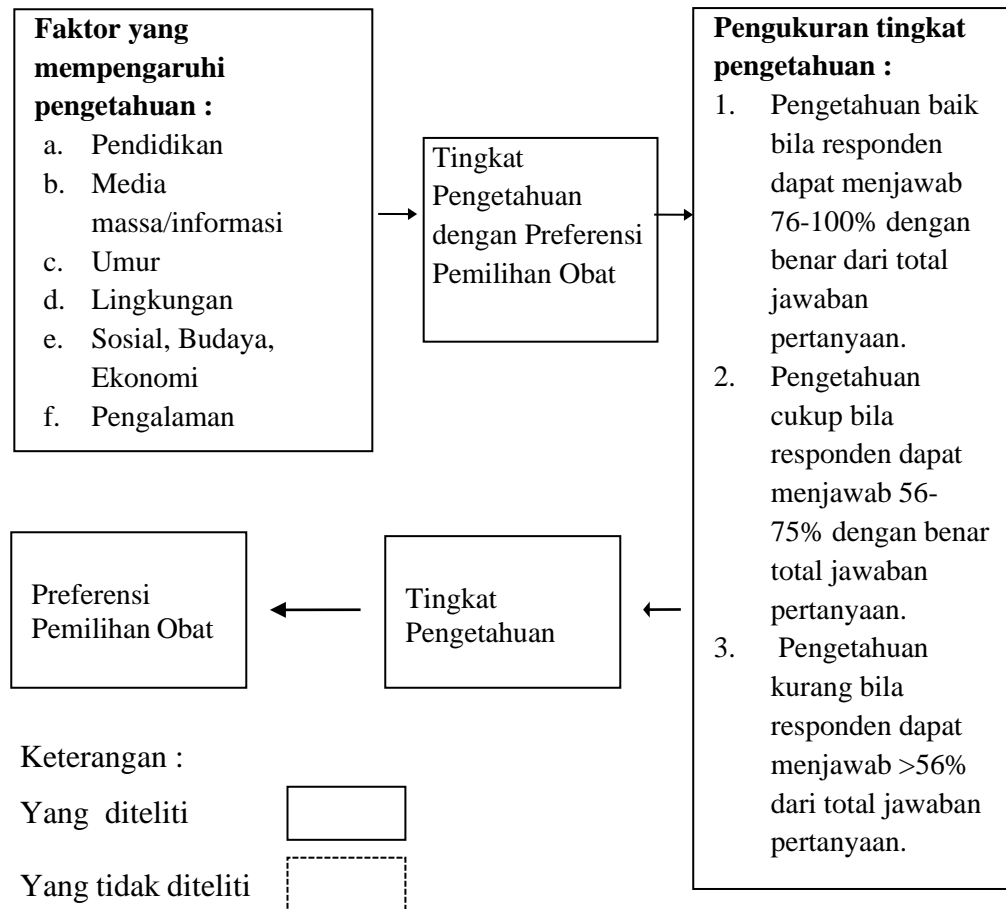 Faktor yang
mempengaruhi
pengetahuan :
a. Pendidikan
b. Media
massa/informasi
c. Umur
d. Lingkungan
e. Sosial, Budaya,
Ekonomi
f. Pengalaman
Tingkat
Pengetahuan
dengan Preferensi
Pemilihan Obat
Pengukuran tingkat
pengetahuan :
1. Pengetahuan baik
bila responden
dapat menjawab
76-100% dengan
benar dari total
jawaban
pertanyaan.
2. Pengetahuan
cukup bila
responden dapat
menjawab 56-
75% dengan benar
total jawaban
pertanyaan.
3. Pengetahuan
kurang bila
responden dapat
menjawab >56%
dari total jawaban
pertanyaan.
Tingkat
Pengetahuan
Preferensi
Pemilihan Obat
Keterangan :
Yang diteliti
Yang tidak diteliti